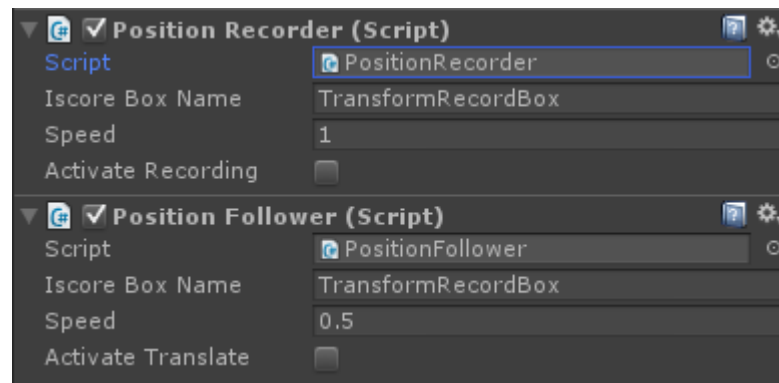 Position Recorder (Script)
Script PositionRecorder
Iscore Box Name TransformRecordBox
Speed 1
Activate Recording
Position Follower (Script)
Script PositionFollower
Iscore Box Name TransformRecordBox
Speed 0.5
Activate Translate